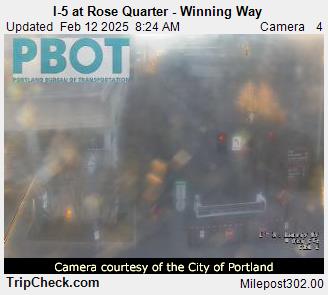 I-5 at Rose Quarter - Winning Way
Updated Feb 12 2025 8:24 AM Camera 4
PBOT
PORTLAND BUREAU OF TRANSPORTATION
Camera courtesy of the City of Portland
TripCheck.com Milepost302.00